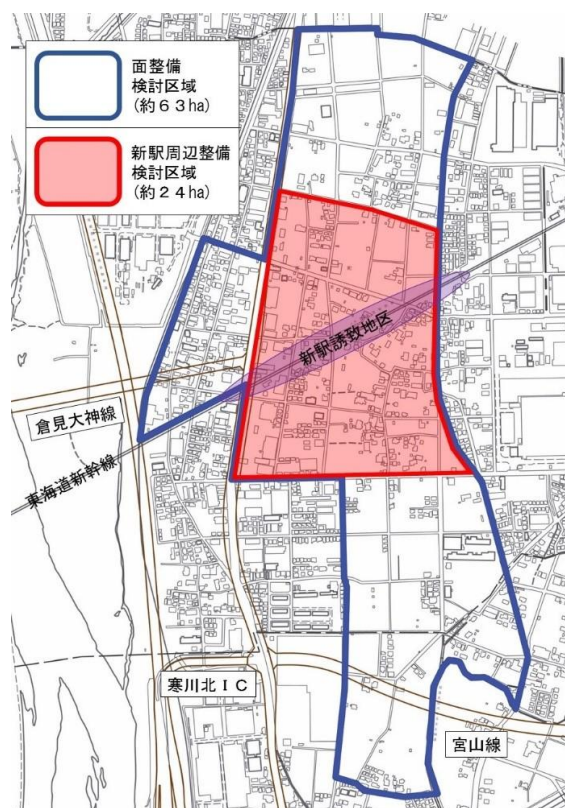 面整備
検討区域
(約63ha)
新駅周辺整備
検討区域
(約24ha)
新駅誘致地区
倉見大神線
東海道新幹線
寒川北IC
宮山線